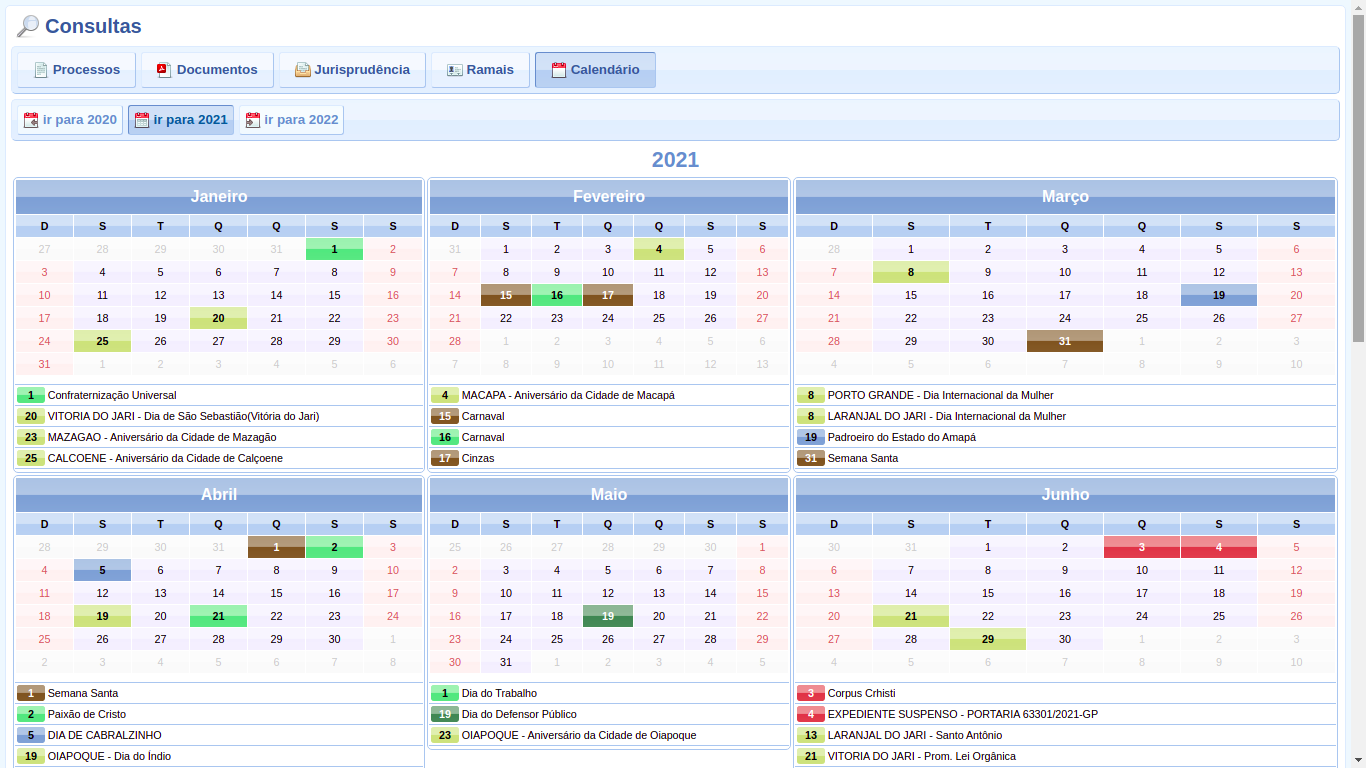 Consultas
Processos Documentos Jurisprudência Ramais Calendário
ir para 2020 ir para 2021 ir para 2022
2021
Janeiro
D S T Q Q S S
27 28 29 30 31 1 2
3 4 5 6 7 8 9
10 11 12 13 14 15 16
17 18 19 20 21 22 23
24 25 26 27 28 29 30
31 1 2 3 4 5 6
1 Confraternização Universal
20 VITORIA DO JARI - Dia de São Sebastião(Vitória do Jari)
23 MAZAGAO - Aniversário da Cidade de Mazagão
25 CALCOENE - Aniversário da Cidade de Calçoene
Fevereiro
D S T Q Q S S
31 1 2 3 4 5 6
7 8 9 10 11 12 13
14 15 16 17 18 19 20
21 22 23 24 25 26 27
28 1 2 3 4 5 6
7 8 9 10 11 12 13
4 MACAPA - Aniversário da Cidade de Macapá
15 Carnaval
16 Carnaval
17 Cinzas
Março
D S T Q Q S S
28 1 2 3 4 5 6
7 8 9 10 11 12 13
14 15 16 17 18 19 20
21 22 23 24 25 26 27
28 29 30 31 1 2 3
4 5 6 7 8 9 10
8 PORTO GRANDE - Dia Internacional da Mulher
8 LARANJAL DO JARI - Dia Internacional da Mulher
19 Padroeiro do Estado do Amapá
31 Semana Santa
Abril
D S T Q Q S S
28 29 30 31 1 2 3
4 5 6 7 8 9 10
11 12 13 14 15 16 17
18 19 20 21 22 23 24
25 26 27 28 29 30 1
2 3 4 5 6 7 8
1 Semana Santa
2 Paixão de Cristo
5 DIA DE CABRALZINHO
19 OIAPOQUE - Dia do Índio
Maio
D S T Q Q S S
25 26 27 28 29 30 1
2 3 4 5 6 7 8
9 10 11 12 13 14 15
16 17 18 19 20 21 22
23 24 25 26 27 28 29
30 31 1 2 3 4 5
1 Dia do Trabalho
19 Dia do Defensor Público
23 OIAPOQUE - Aniversário da Cidade de Oiapoque
Junho
D S T Q Q S S
30 31 1 2 3 4 5
6 7 8 9 10 11 12
13 14 15 16 17 18 19
20 21 22 23 24 25 26
27 28 29 30 1 2 3
4 5 6 7 8 9 10
3 Corpus Crhisti
4 EXPEDIENTE SUSPENSO - PORTARIA 63301/2021-GP
13 LARANJAL DO JARI - Santo Antônio
21 VITORIA DO JARI - Prom. Lei Orgânica